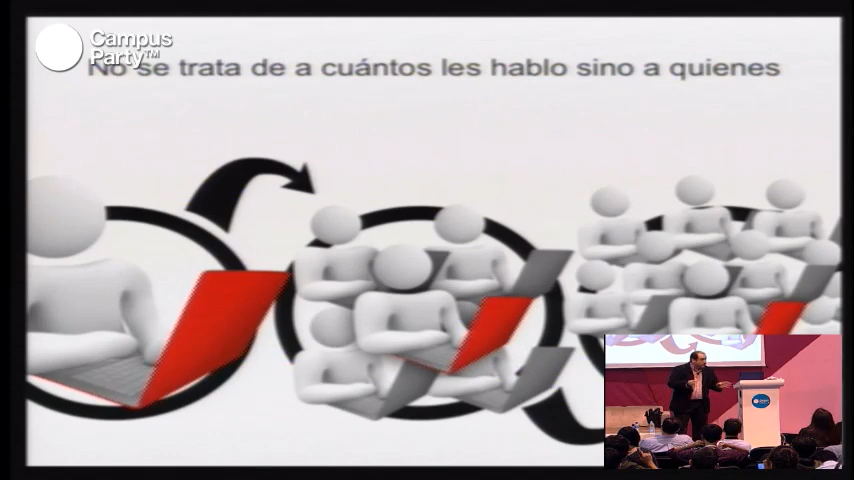 Campus
Party™
No se trata de a cuántos les hablo sino a quienes